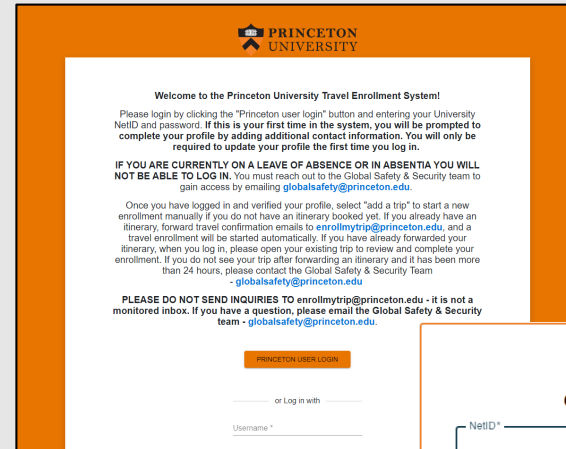 PRINCETON
UNIVERSITY
Welcome to the Princeton University Travel Enrollment System!
Please login by clicking the "Princeton user login" button and entering your University
NetID and password. If this is your first time in the system, you will be prompted to
complete your profile by adding additional contact information. You will only be
required to update your profile the first time you log in.
IF YOU ARE CURRENTLY ON A LEAVE OF ABSENCE OR IN ABSENTIA YOU WILL
NOT BE ABLE TO LOG IN. You must reach out to the Global Safety & Security team to
gain access by emailing globalsafety@princeton.edu.
Once you have logged in and verified your profile, select "add a trip" to start a new
enrollment manually if you do not have an itinerary booked yet. If you already have an
itinerary, forward travel confirmation emails to enrollmytrip@princeton.edu, and a
travel enrollment will be started automatically. If you have already forwarded your
itinerary, when you log in, please open your existing trip to review and complete your
enrollment. If you do not see your trip after forwarding an itinerary and it has been more
than 24 hours, please contact the Global Safety & Security Team
- globalsafety@princeton.edu
PLEASE DO NOT SEND INQUIRIES TO enrollmytrip@princeton.edu - it is not a
monitored inbox. If you have a question, please email the Global Safety & Security
team - globalsafety@princeton.edu.
PRINCETON USER LOGIN
or Log in with
Username *
NetID*